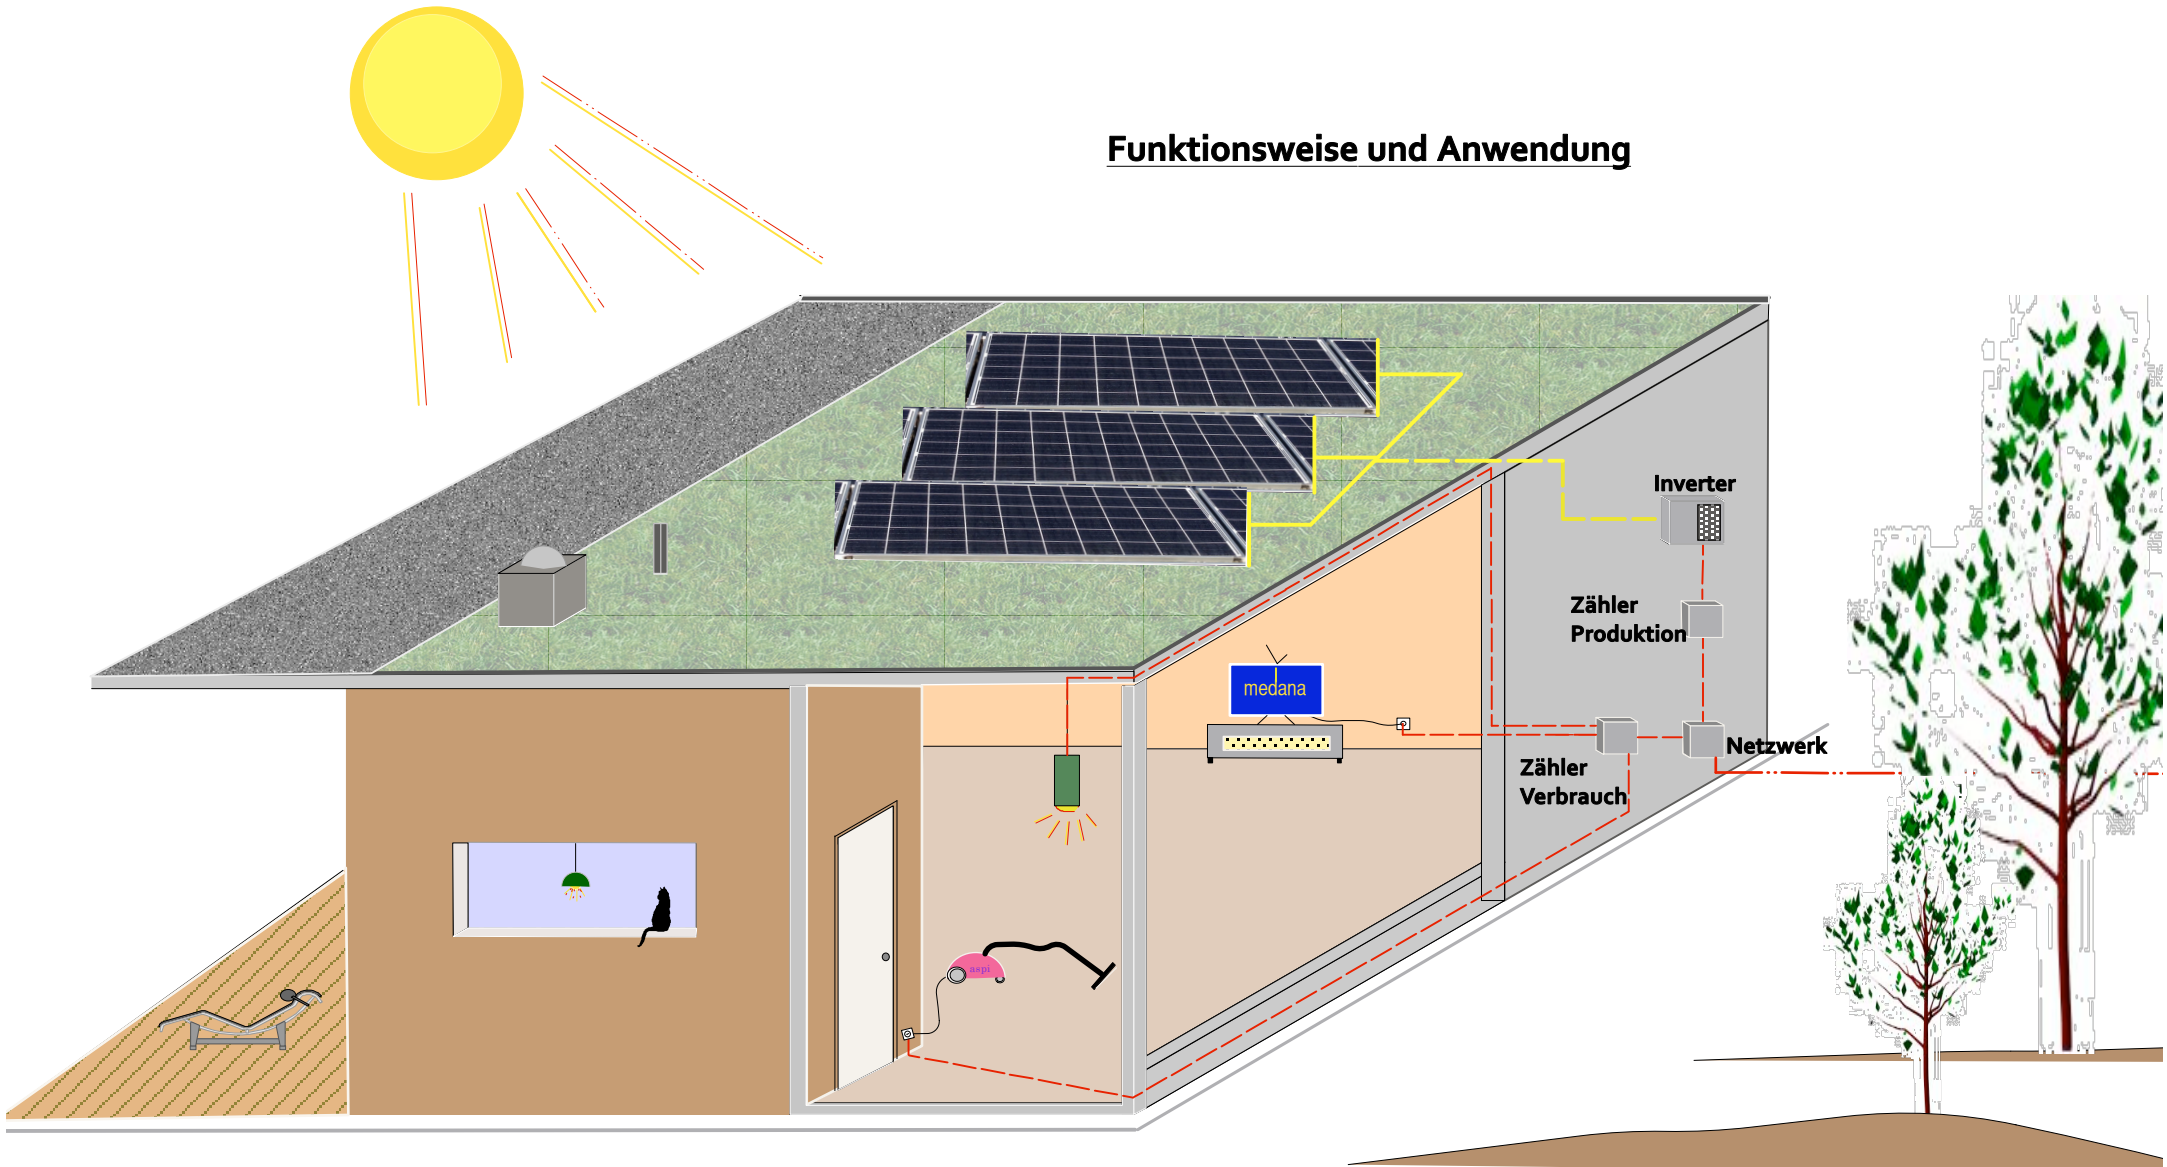 Funktionsweise und Anwendung
Inverter
Zähler
Produktion
medana
Netzwerk
Zähler
Verbrauch
aspi